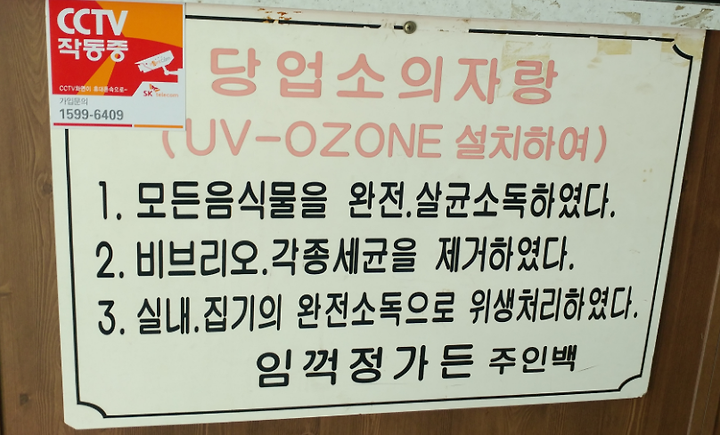 CCTV
작동중
CCTV화면이 휴대폰속으로~
SK telecom
가입문의
1599-6409
당업소의자랑
(UV-OZONE 설치하여)
1. 모든음식물을 완전.살균소독하였다.
2. 비브리오.각종세균을 제거하였다.
3. 실내.집기의 완전소독으로 위생처리하였다.
임꺽정가든 주인백